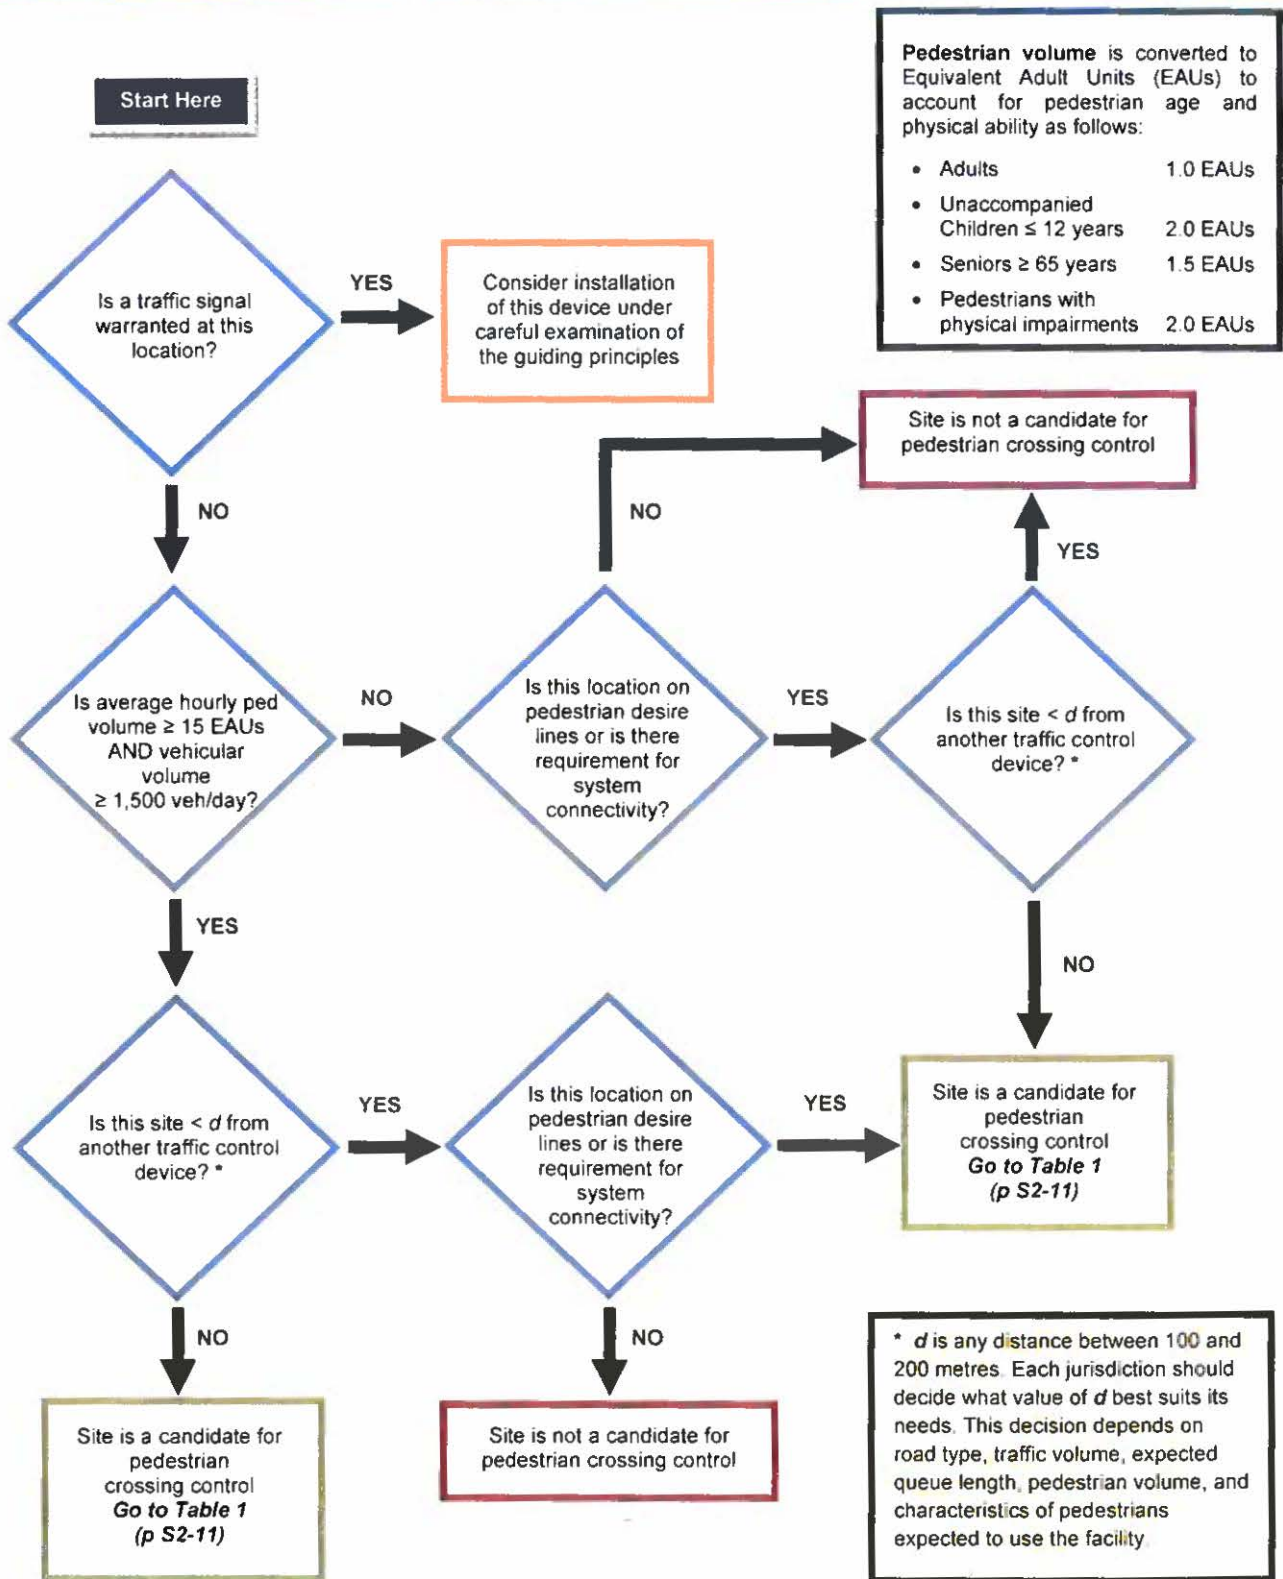 Start Here
Pedestrian volume is converted to
Equivalent Adult Units (EAUs) to
account for pedestrian age and
physical ability as follows:
• Adults 1.0 EAUs
• Unaccompanied
Children ≤ 12 years 2.0 EAUs
• Seniors ≥ 65 years 1.5 EAUs
• Pedestrians with
physical impairments 2.0 EAUs
Is a traffic signal
warranted at this
location?
YES
Consider installation
of this device under
careful examination of
the guiding principles
NO
Site is not a candidate for
pedestrian crossing control
NO
YES
Is average hourly ped
volume ≥ 15 EAUs
AND vehicular
volume
≥ 1,500 veh/day?
NO
Is this location on
pedestrian desire
lines or is there
requirement for
system
connectivity?
YES
Is this site < d from
another traffic control
device? *
YES
NO
Is this site < d from
another traffic control
device? *
YES
Is this location on
pedestrian desire
lines or is there
requirement for
system
connectivity?
YES
Site is a candidate for
pedestrian
crossing control
Go to Table 1
(p S2-11)
NO
NO
Site is a candidate for
pedestrian
crossing control
Go to Table 1
(p S2-11)
Site is not a candidate for
pedestrian crossing control
* d is any distance between 100 and
200 metres. Each jurisdiction should
decide what value of d best suits its
needs. This decision depends on
road type, traffic volume, expected
queue length, pedestrian volume, and
characteristics of pedestrians
expected to use the facility.